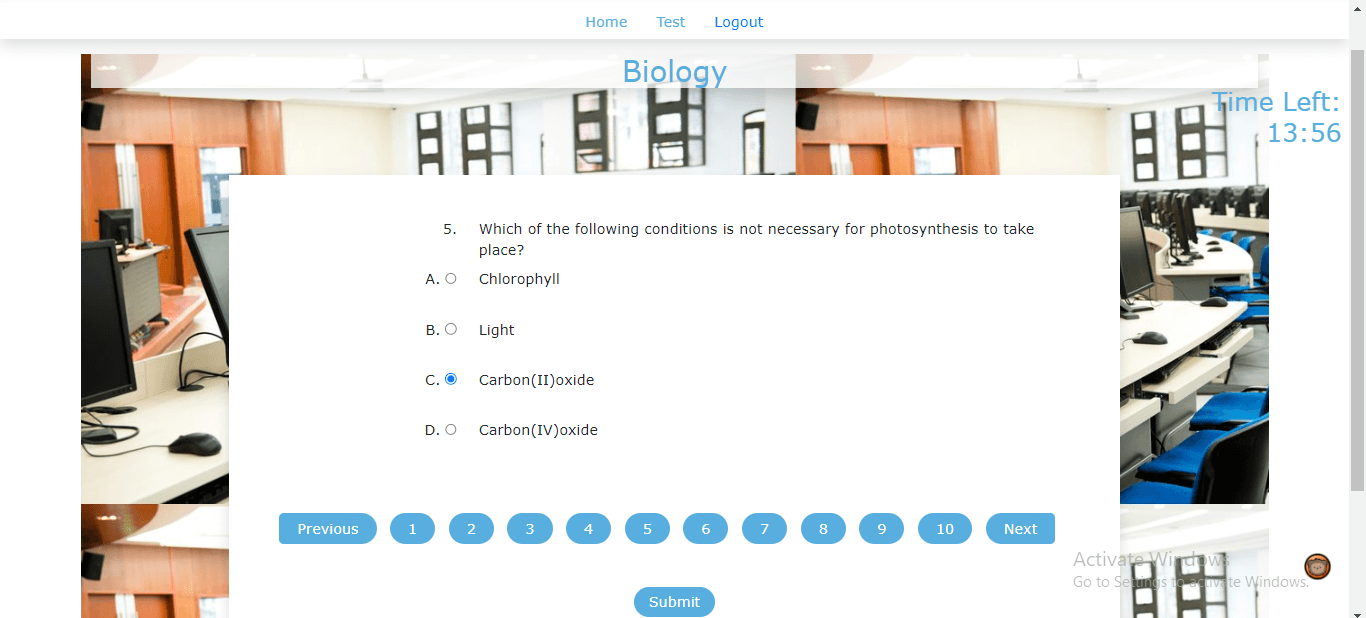 Home Test Logout
Biology
Time Left:
13:56
5. Which of the following conditions is not necessary for photosynthesis to take
place?
A. Chlorophyll
B. Light
C. Carbon(II)oxide
D. Carbon(IV)oxide
Previous 1 2 3 4 5 6 7 8 9 10 Next
Activate Windows
Go to Settings to activate Windows.
Submit